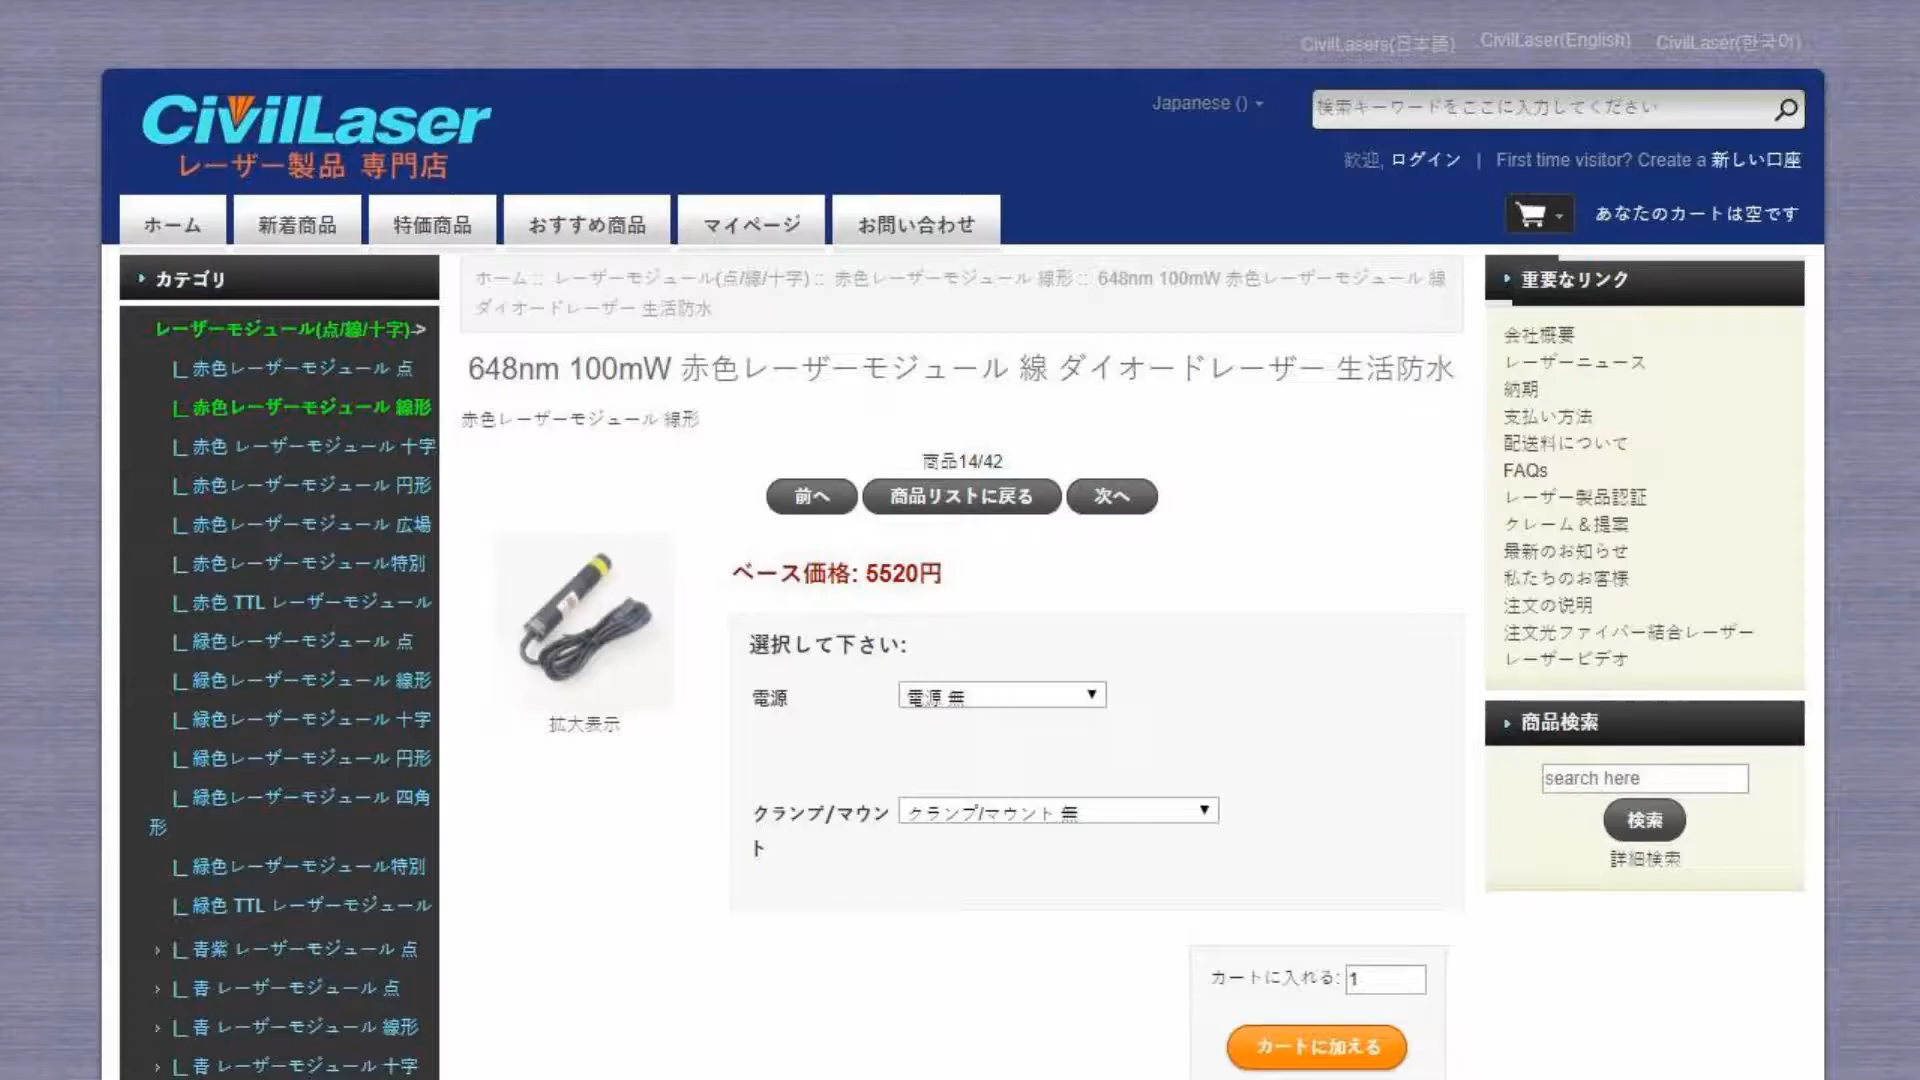 CivilLasers(日本語) CivilLaser(English) CivilLaser(한국어)
CivilLaser
レーザー製品 専門店
Japanese ()
検索キーワードをここに入力してください
歓迎, ログイン | First time visitor? Create a 新しい口座
ホーム 新着商品 特価商品 おすすめ商品 マイページ お問い合わせ
あなたのカートは空です
カテゴリ
レーザーモジュール(点/線/十字)->
|_ 赤色レーザーモジュール 点
|_ 赤色レーザーモジュール 線形
|_ 赤色 レーザーモジュール 十字
|_ 赤色レーザーモジュール 円形
|_ 赤色レーザーモジュール 広場
|_ 赤色レーザーモジュール特別
|_ 赤色 TTL レーザーモジュール
|_ 緑色レーザーモジュール 点
|_ 緑色レーザーモジュール 線形
|_ 緑色レーザーモジュール 十字
|_ 緑色レーザーモジュール 円形
|_ 緑色レーザーモジュール 四角
形
|_ 緑色レーザーモジュール特別
|_ 緑色 TTL レーザーモジュール
|_ 青紫 レーザーモジュール 点
|_ 青 レーザーモジュール 点
|_ 青 レーザーモジュール 線形
|_ 青 レーザーモジュール 十字
ホーム :: レーザーモジュール(点/線/十字) :: 赤色レーザーモジュール 線形 :: 648nm 100mW 赤色レーザーモジュール 線
ダイオードレーザー 生活防水
648nm 100mW 赤色レーザーモジュール 線 ダイオードレーザー 生活防水
赤色レーザーモジュール 線形
商品14/42
前へ 商品リストに戻る 次へ
拡大表示
ベース価格: 5520円
選択して下さい:
電源 電源 無
クランプ/マウン クランプ/マウント 無
ト
カートに入れる: 1
カートに加える
重要なリンク
会社概要
レーザーニュース
納期
支払い方法
配送料について
FAQs
レーザー製品認証
クレーム＆提案
最新のお知らせ
私たちのお客様
注文の说明
注文光ファイバー結合レーザー
レーザービデオ
商品検索
search here
検索
詳細検索